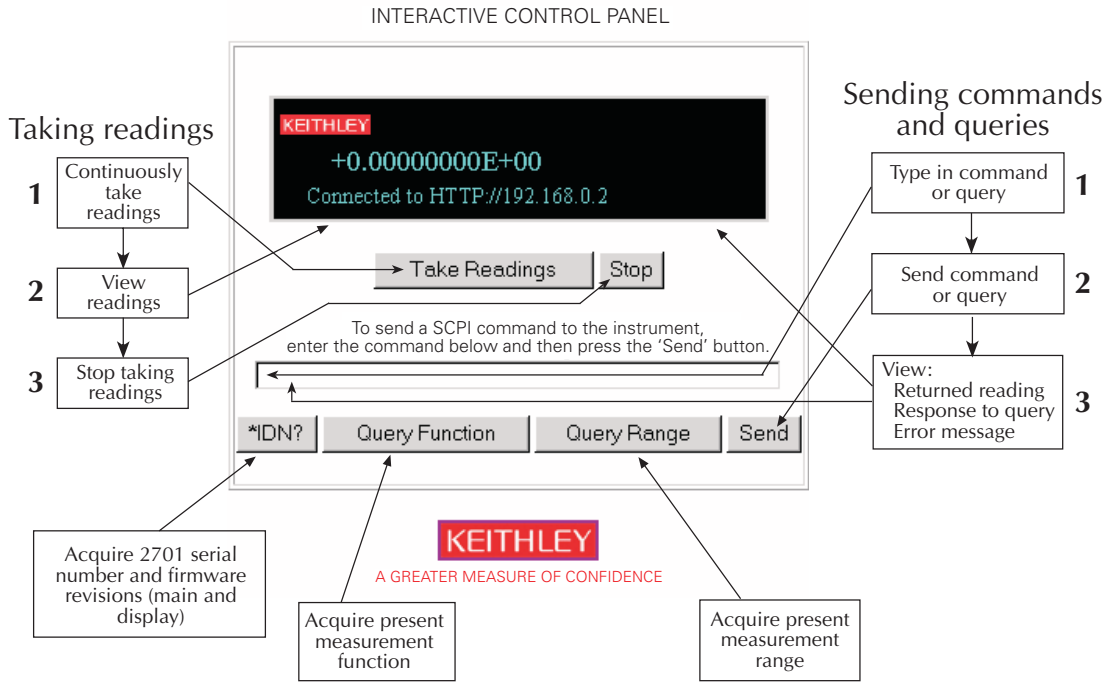 INTERACTIVE CONTROL PANEL
Taking readings
1
Continuously
take
readings
2
View
readings
3
Stop taking
readings
KEITHLEY
+0.00000000E+00
Connected to HTTP://192.168.0.2
Take Readings
Stop
To send a SCPI command to the instrument,
enter the command below and then press the 'Send' button.
*IDN?
Query Function
Query Range
Send
Sending commands
and queries
Type in command
or query
1
Send command
or query
2
View:
Returned reading
Response to query
Error message
3
Acquire 2701 serial
number and firmware
revisions (main and
display)
KEITHLEY
A GREATER MEASURE OF CONFIDENCE
Acquire present
measurement
function
Acquire present
measurement
range